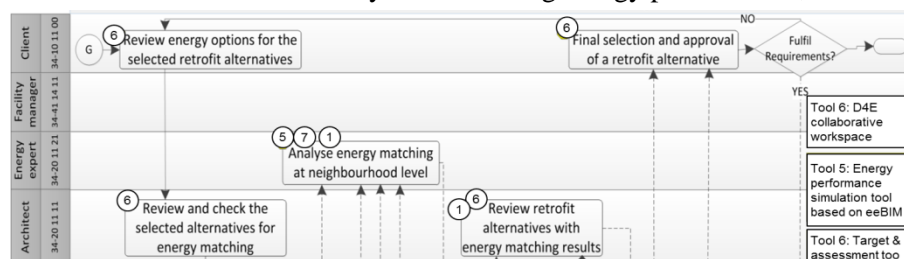 NO
Client
34-10 11 00
G
6
Review energy options for the
selected retrofit alternatives
6
Final selection and approval
of a retrofit alternative
Fulfil
Requirements?
YES
Facility
manager
34-41 14 11
Tool 6: D4E
collaborative
workspace
Energy
expert
34-20 11 21
5 7 1
Analyse energy matching
at neighbourhood level
Tool 5: Energy
performance
simulation tool
based on eeBIM
Architect
34-20 11 11
6
Review and check the
selected alternatives for
energy matching
1 6
Review retrofit
alternatives with
energy matching results
Tool 6: Target &
assessment too